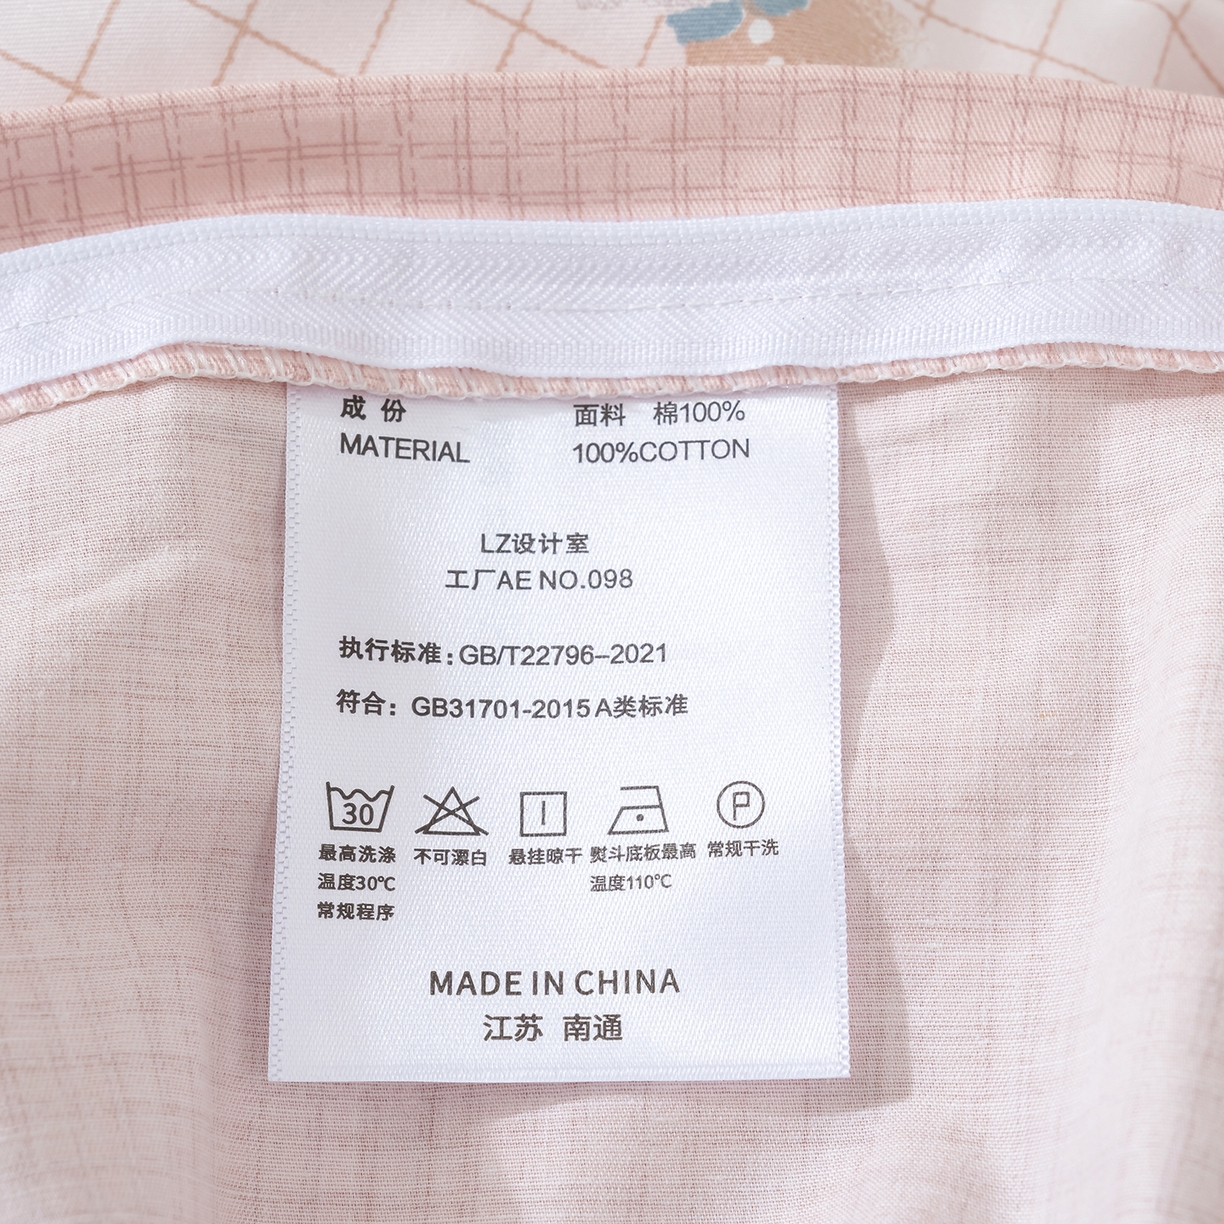 成 份 面料 棉100%
MATERIAL 100%COTTON
LZ设计室
工厂AE NO.098
执行标准:GB/T22796-2021
符合：GB31701-2015 A类标准
30 P
最高洗涤 不可漂白 悬挂晾干 熨斗底板最高 常规干洗
温度30℃ 温度110℃
常规程序
MADE IN CHINA
江苏 南通